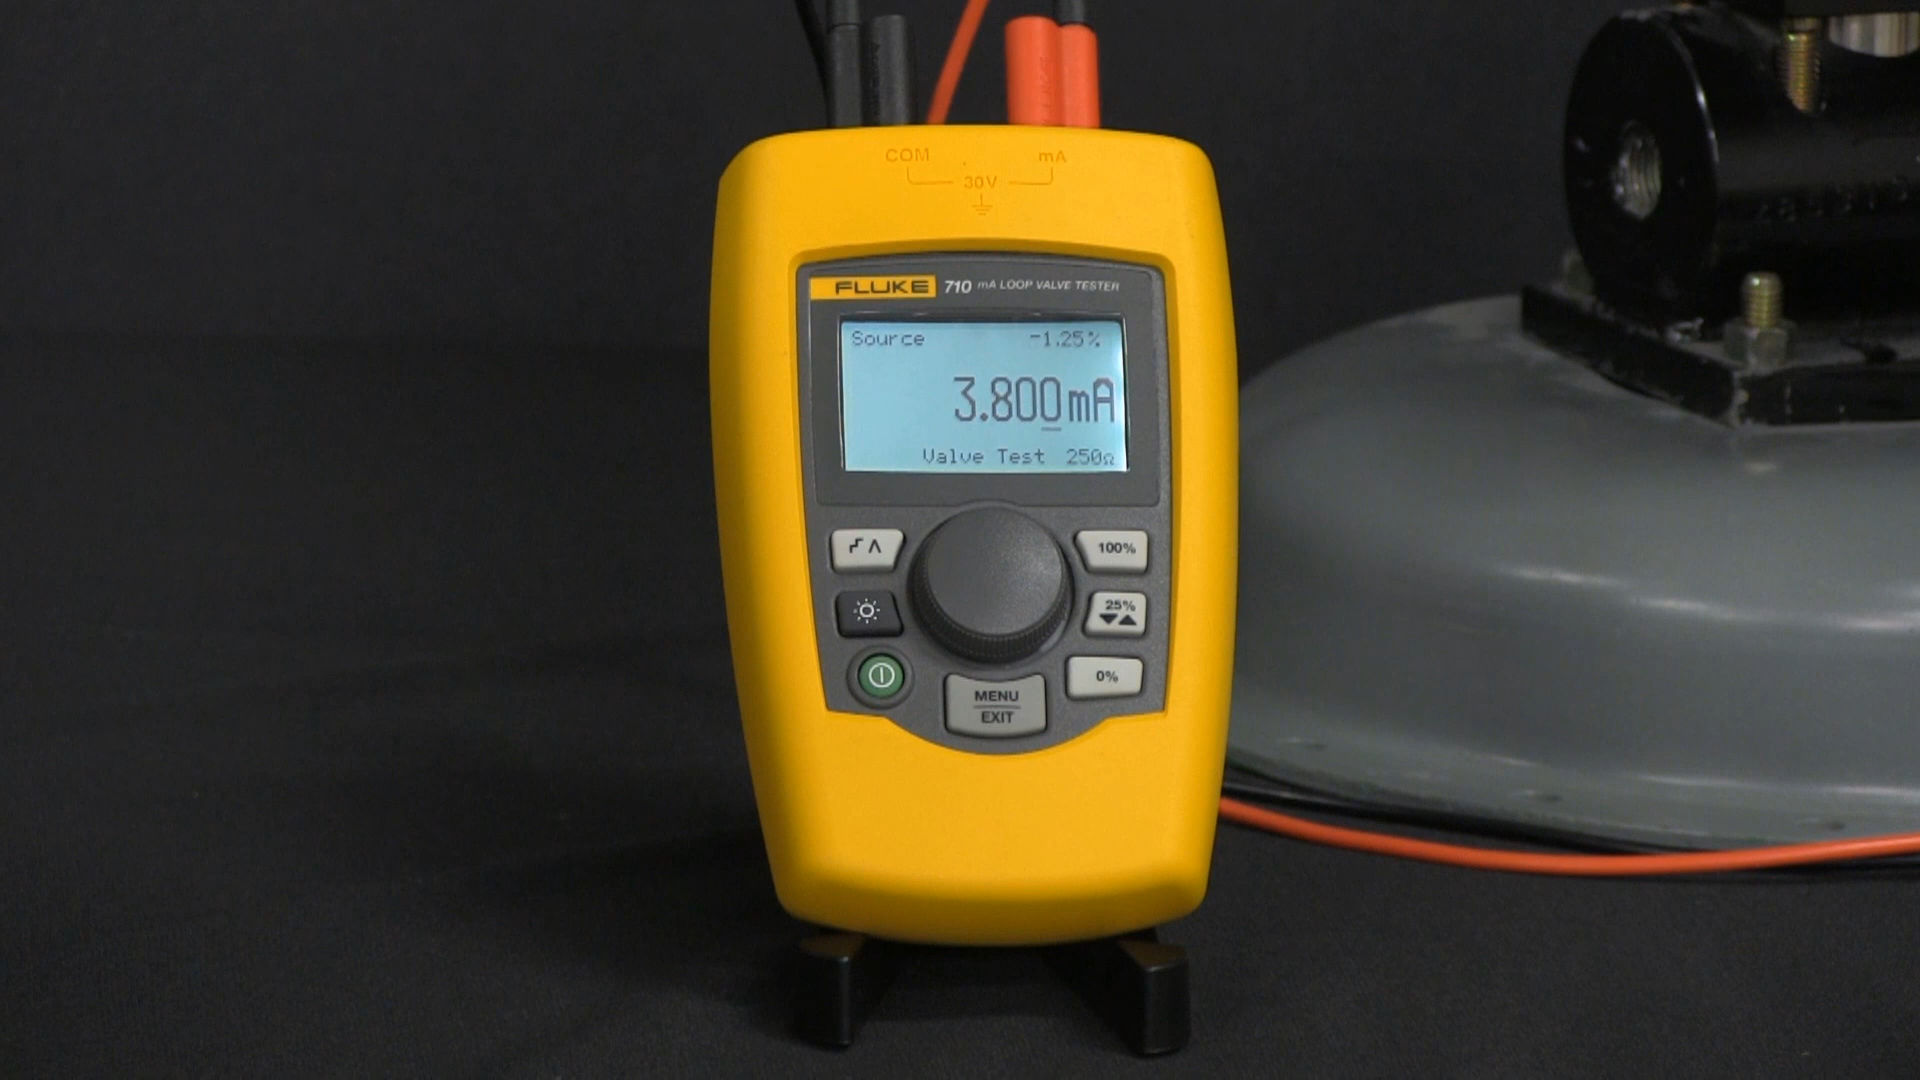 COM mA
30V
FLUKE 710 mA LOOP VALVE TESTER
Source -1.25%
3.800mA
Valve Test 250Ω
100%
25%
0%
MENU
EXIT